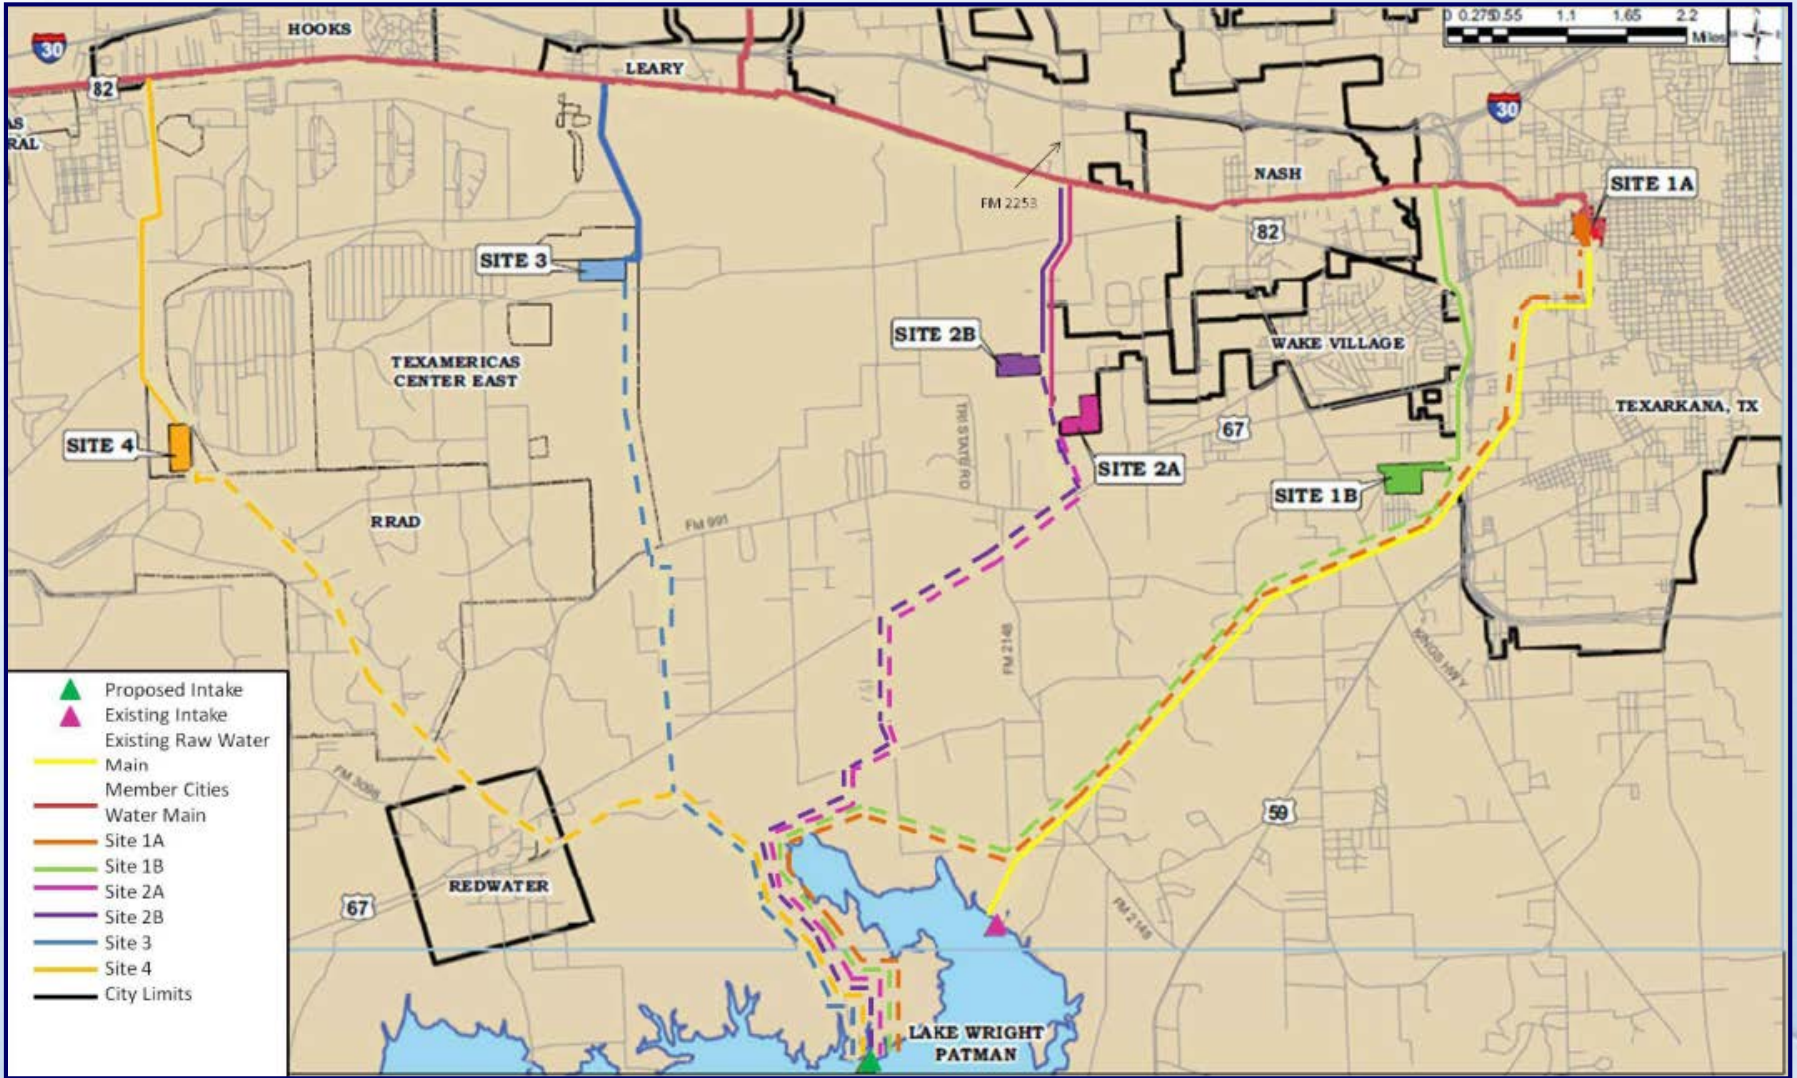 HOOKS
30
82
LEARY
0 0.275 0.55 1.1 1.65 2.2
Miles
30
AS
RAL
NASH
SITE 1A
FM 2253
82
SITE 3
SITE 2B
WAKE VILLAGE
TEXAMERICAS
CENTER EAST
TEXARKANA, TX
TRI STATE RD
67
SITE 4
SITE 2A
SITE 1B
RRAD
FM 991
FM 2148
KINGS HWY
FM 3098
59
REDWATER
67
FM 2148
LAKE WRIGHT
PATMAN
Proposed Intake
Existing Intake
Existing Raw Water
Main
Member Cities
Water Main
Site 1A
Site 1B
Site 2A
Site 2B
Site 3
Site 4
City Limits